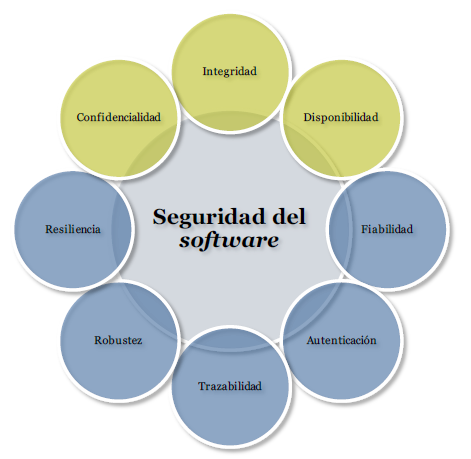 Integridad
Confidencialidad
Disponibilidad
Seguridad del
software
Resiliencia
Fiabilidad
Robustez
Autenticación
Trazabilidad